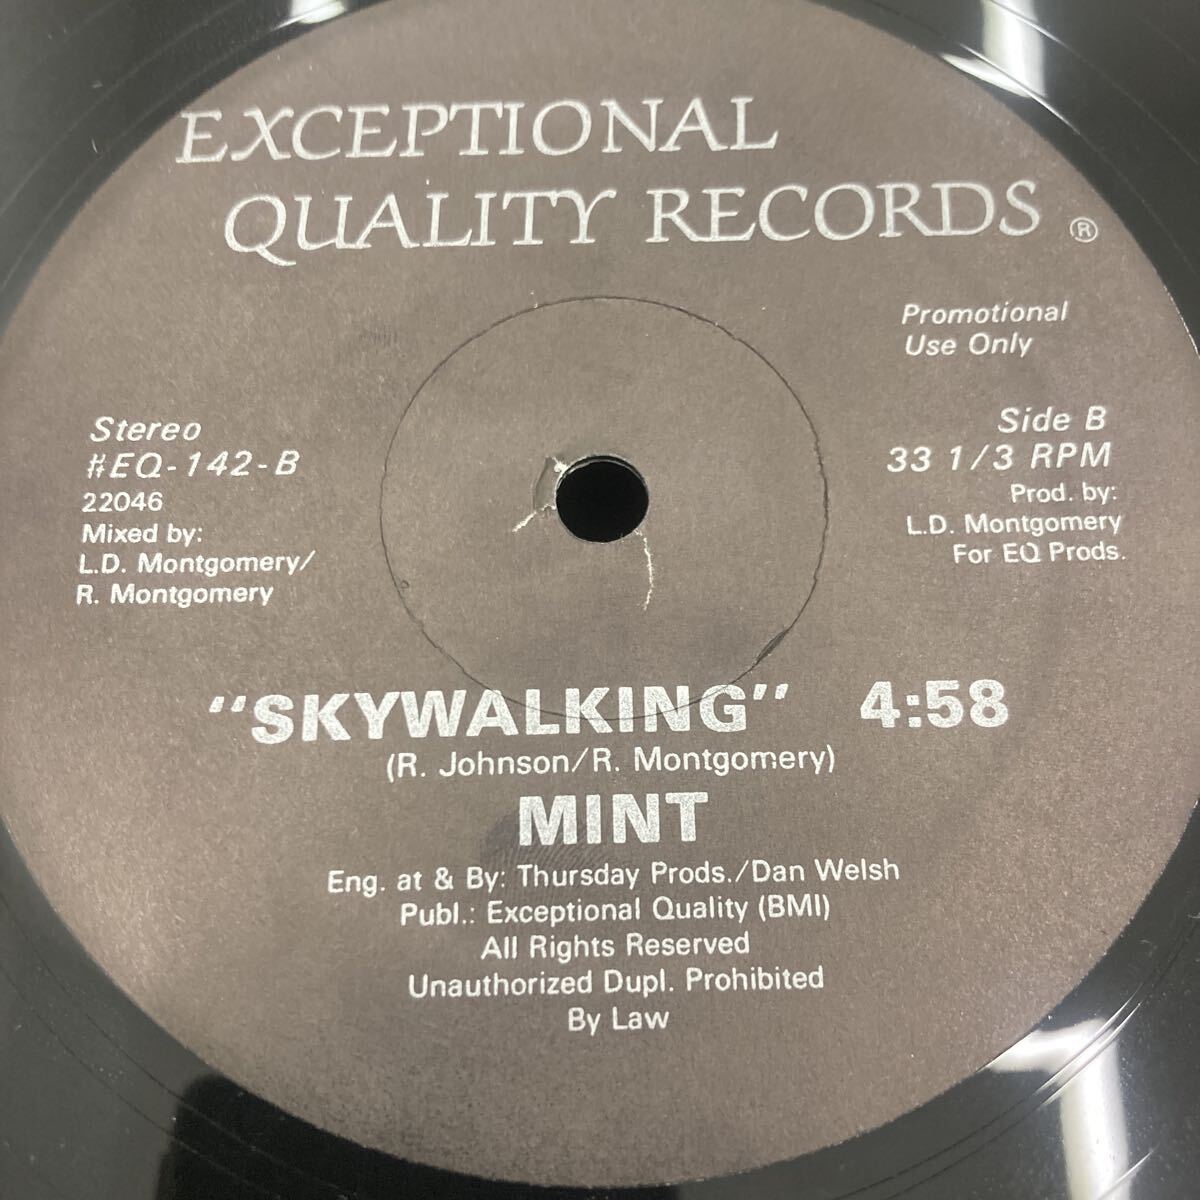 EXCEPTIONAL
QUALITY RECORDS ®
Promotional
Use Only
Stereo
#EQ-142-B
22046
Mixed by:
L.D. Montgomery/
R. Montgomery
Side B
33 1/3 RPM
Prod. by:
L.D. Montgomery
For EQ Prods.
"SKYWALKING" 4:58
(R. Johnson/R. Montgomery)
MINT
Eng. at & By: Thursday Prods./Dan Welsh
Publ.: Exceptional Quality (BMI)
All Rights Reserved
Unauthorized Dupl. Prohibited
By Law